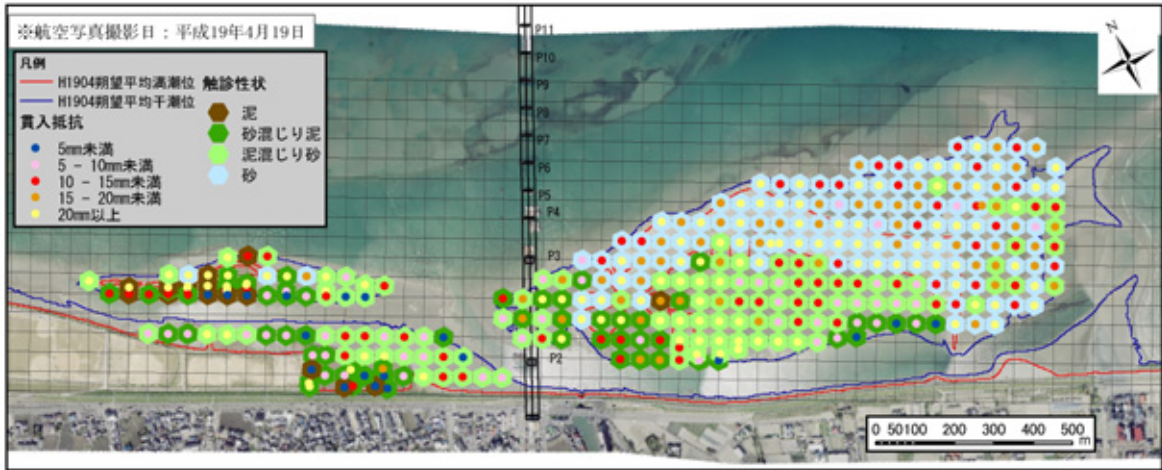 ※航空写真撮影日：平成19年4月19日
凡例
H1904朔望平均満潮位
H1904朔望平均干潮位
貫入抵抗
5mm未満
5 - 10mm未満
10 - 15mm未満
15 - 20mm未満
20mm以上
触診性状
泥
砂混じり泥
泥混じり砂
砂
P11
P10
P9
P8
P7
P6
P5
P4
P3
P2
N
0 50100 200 300 400 500
m